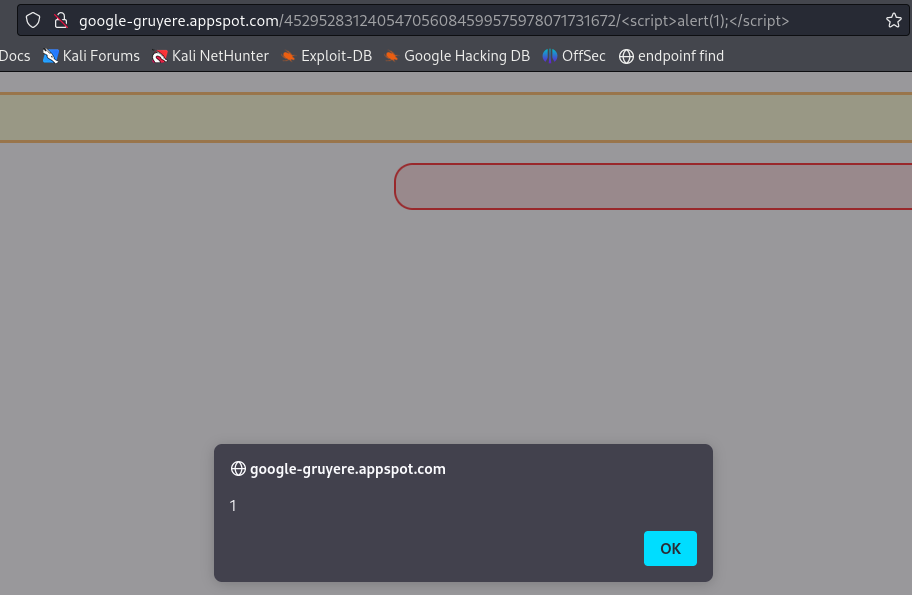 google-gruyere.appspot.com/452952831240547056084599575978071731672/<script>alert(1);</script>
Docs Kali Forums Kali NetHunter Exploit-DB Google Hacking DB OffSec endpoinf find
google-gruyere.appspot.com
1
OK